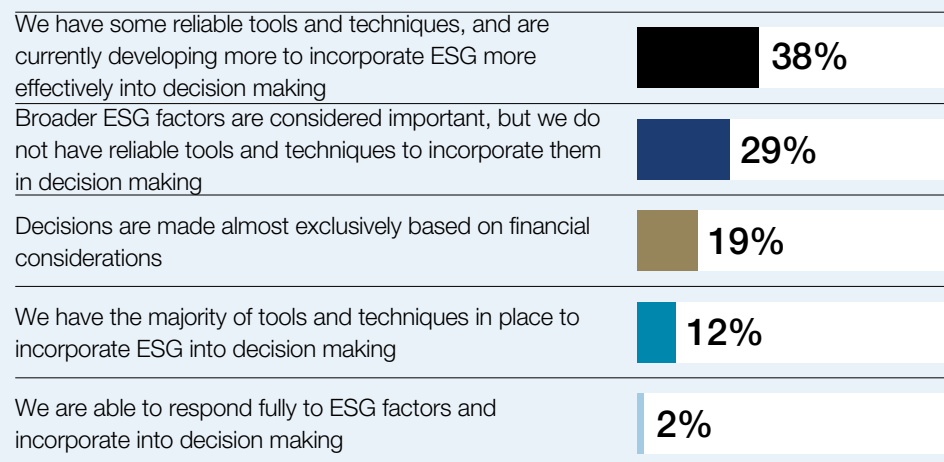 We have some reliable tools and techniques, and are
currently developing more to incorporate ESG more
effectively into decision making
38%
Broader ESG factors are considered important, but we do
not have reliable tools and techniques to incorporate them
in decision making
29%
Decisions are made almost exclusively based on financial
considerations
19%
We have the majority of tools and techniques in place to
incorporate ESG into decision making
12%
We are able to respond fully to ESG factors and
incorporate into decision making
2%